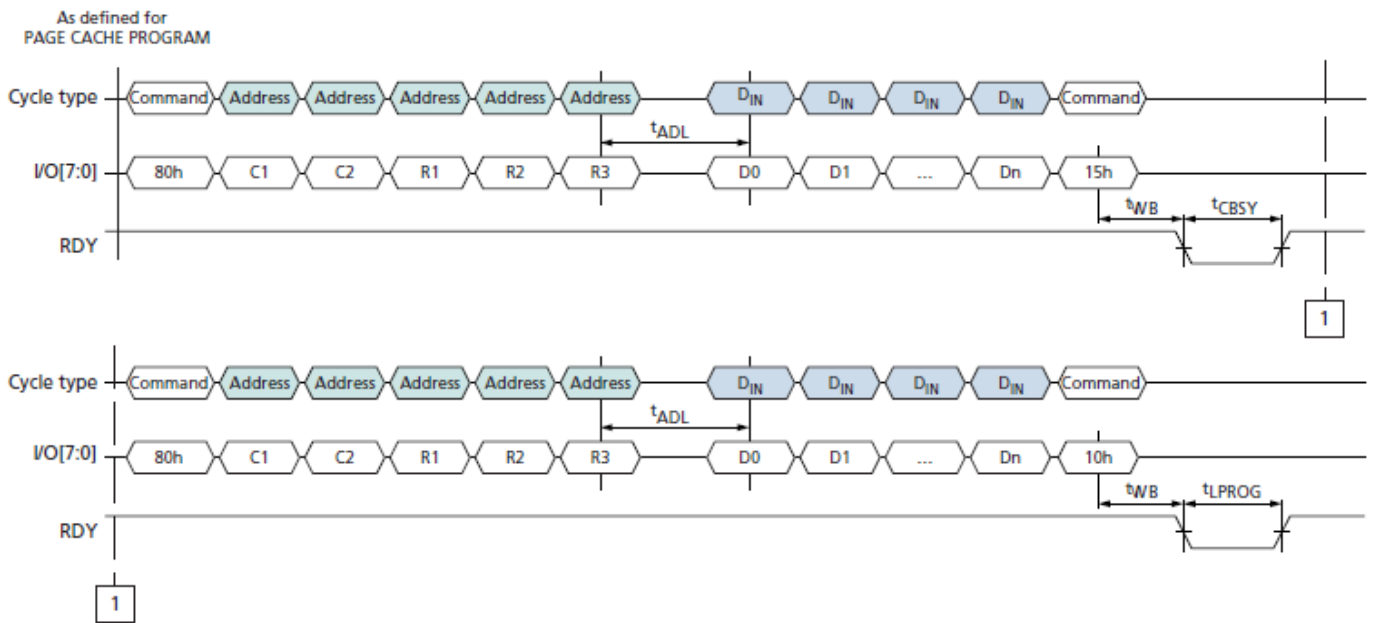 As defined for
PAGE CACHE PROGRAM
Cycle type Command Address Address Address Address Address DIN DIN DIN DIN Command
tADL
I/O[7:0] 80h C1 C2 R1 R2 R3 D0 D1 ... Dn 15h
tWB tCBSY
RDY
1
Cycle type Command Address Address Address Address Address DIN DIN DIN DIN Command
tADL
I/O[7:0] 80h C1 C2 R1 R2 R3 D0 D1 ... Dn 10h
tWB tLPROG
RDY
1